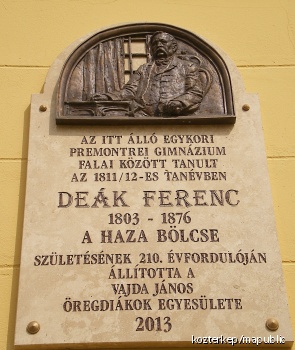 AZ ITT ÁLLÓ EGYKORI
PREMONTREI GIMNÁZIUM
FALAI KÖZÖTT TANULT
AZ 1811/12-ES TANÉVBEN
DEÁK FERENC
1803 - 1876
A HAZA BÖLCSE
SZÜLETÉSÉNEK 210. ÉVFORDULÓJÁN
ÁLLÍTOTTA A
VAJDA JÁNOS
ÖREGDIÁKOK EGYESÜLETE
2013
kozterkep/mapublic